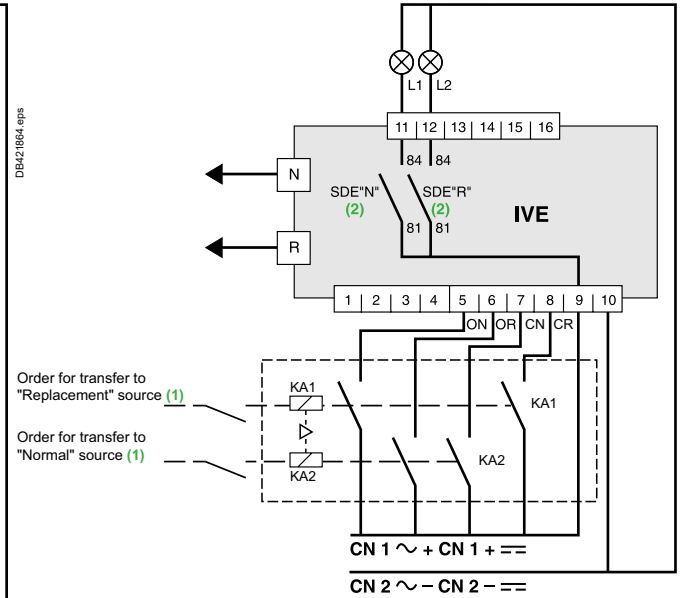 DB421864.eps
L1 L2
11 12 13 14 15 16
84 84
N
SDE"N" SDE"R"
(2) (2)
IVE
81 81
R
1 2 3 4 5 6 7 8 9 10
ON OR CN CR
Order for transfer to
"Replacement" source (1)
KA1
KA1
Order for transfer to
"Normal" source (1)
KA2
KA2
CN 1 ~ + CN 1 + ⎓
CN 2 ~ – CN 2 – ⎓